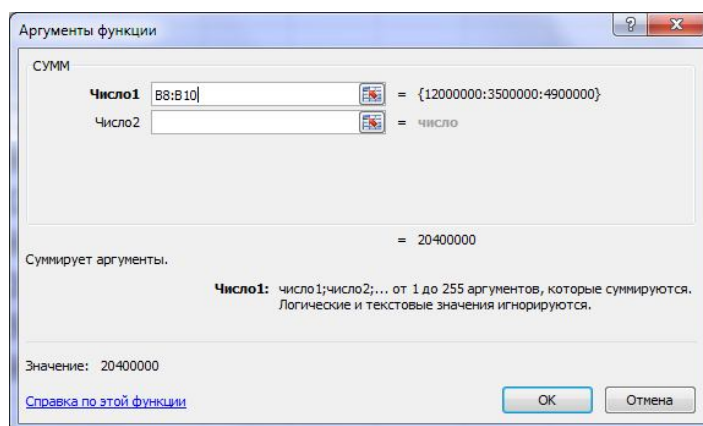 Аргументы функции
СУММ
Число1 B8:B10 = {12000000:3500000:4900000}
Число2 = число
= 20400000
Суммирует аргументы.
Число1: число1;число2;... от 1 до 255 аргументов, которые суммируются.
Логические и текстовые значения игнорируются.
Значение: 20400000
Справка по этой функции
ОК
Отмена